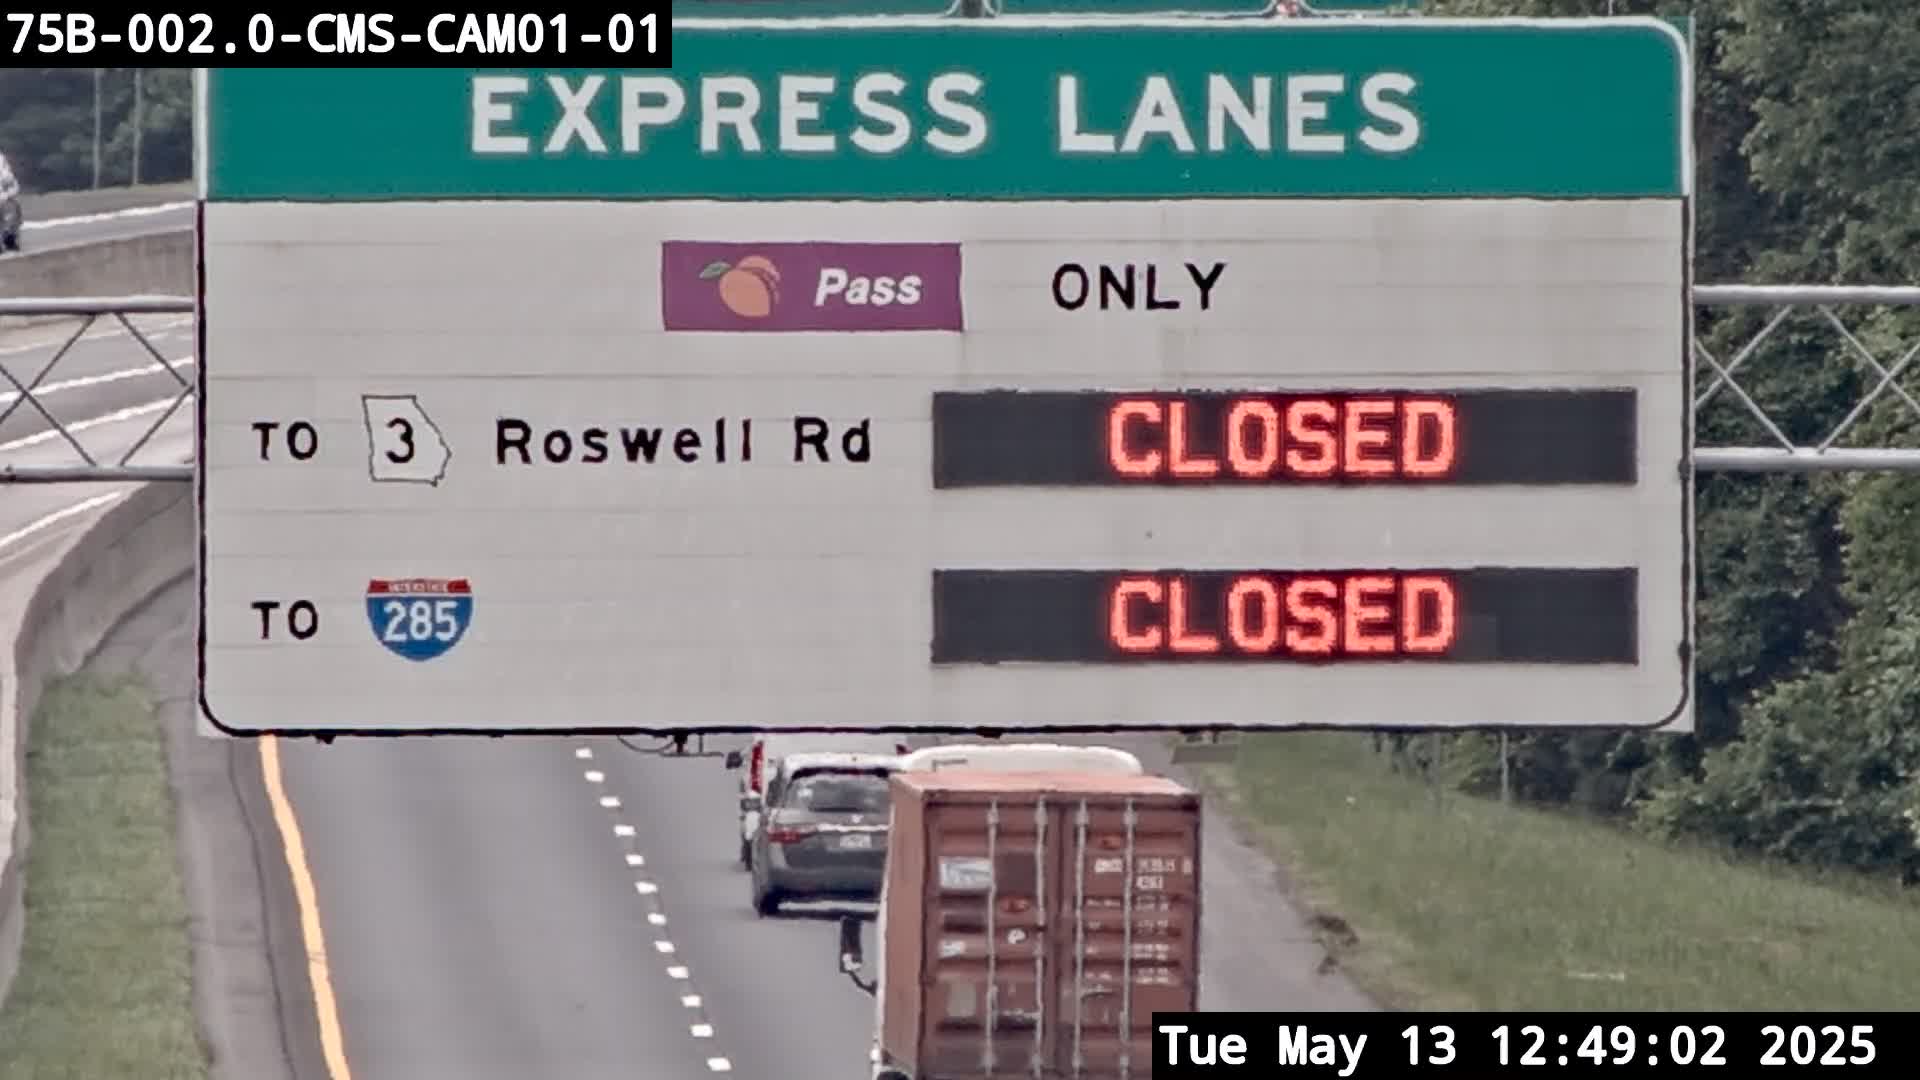 75B-002.0-CMS-CAM01-01
EXPRESS LANES
Pass ONLY
TO 3 Roswell Rd CLOSED
TO INTERSTATE 285 CLOSED
Tue May 13 12:49:02 2025